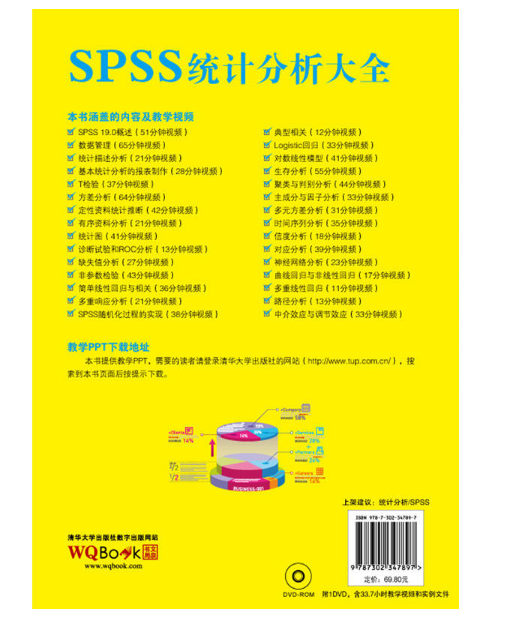 SPSS统计分析大全
本书涵盖的内容及教学视频
SPSS 19.0概述（51分钟视频）
数据管理（65分钟视频）
统计描述分析（21分钟视频）
基本统计分析的报表制作（28分钟视频）
T检验（37分钟视频）
方差分析（64分钟视频）
定性资料统计推断（42分钟视频）
有序资料分析（21分钟视频）
统计图（41分钟视频）
诊断试验和ROC分析（13分钟视频）
缺失值分析（27分钟视频）
非参数检验（43分钟视频）
简单线性回归与相关（36分钟视频）
多重响应分析（21分钟视频）
SPSS随机化过程的实现（38分钟视频）
典型相关（12分钟视频）
Logistic回归（33分钟视频）
对数线性模型（41分钟视频）
生存分析（55分钟视频）
聚类与判别分析（44分钟视频）
主成分与因子分析（33分钟视频）
多元方差分析（31分钟视频）
时间序列分析（35分钟视频）
信度分析（18分钟视频）
对应分析（39分钟视频）
神经网络分析（23分钟视频）
曲线回归与非线性回归（17分钟视频）
多重线性回归（11分钟视频）
路径分析（13分钟视频）
中介效应与调节效应（33分钟视频）
教学PPT下载地址
本书提供教学PPT，需要的读者请登录清华大学出版社的网站（http://www.tup.com.cn/），搜
索到本书页面后按提示下载。
上架建议：统计分析/SPSS
ISBN 978-7-302-34789-7
9 787302 347897 >
定价：69.80元
清华大学出版社数字出版网站
WQBook 书文局泉
www.wqbook.com
DVD-ROM
附1DVD，含33.7小时教学视频和实例文件